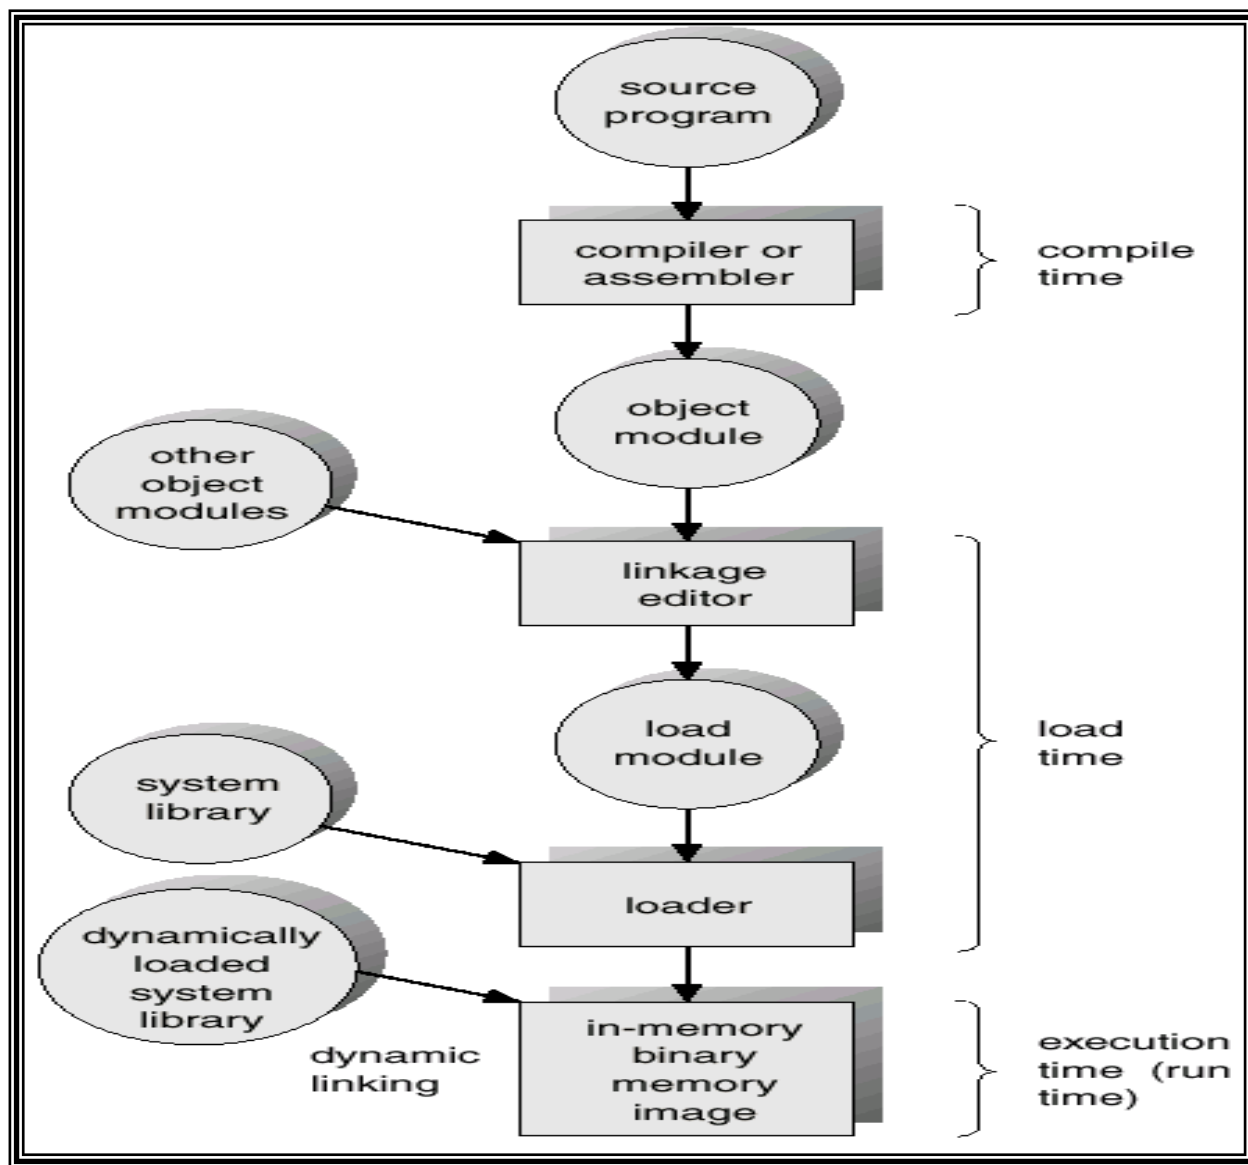 source
program
compiler or
assembler
compile
time
object
module
other
object
modules
linkage
editor
load
module
load
time
system
library
loader
dynamically
loaded
system
library
dynamic
linking
in-memory
binary
memory
image
execution
time (run
time)